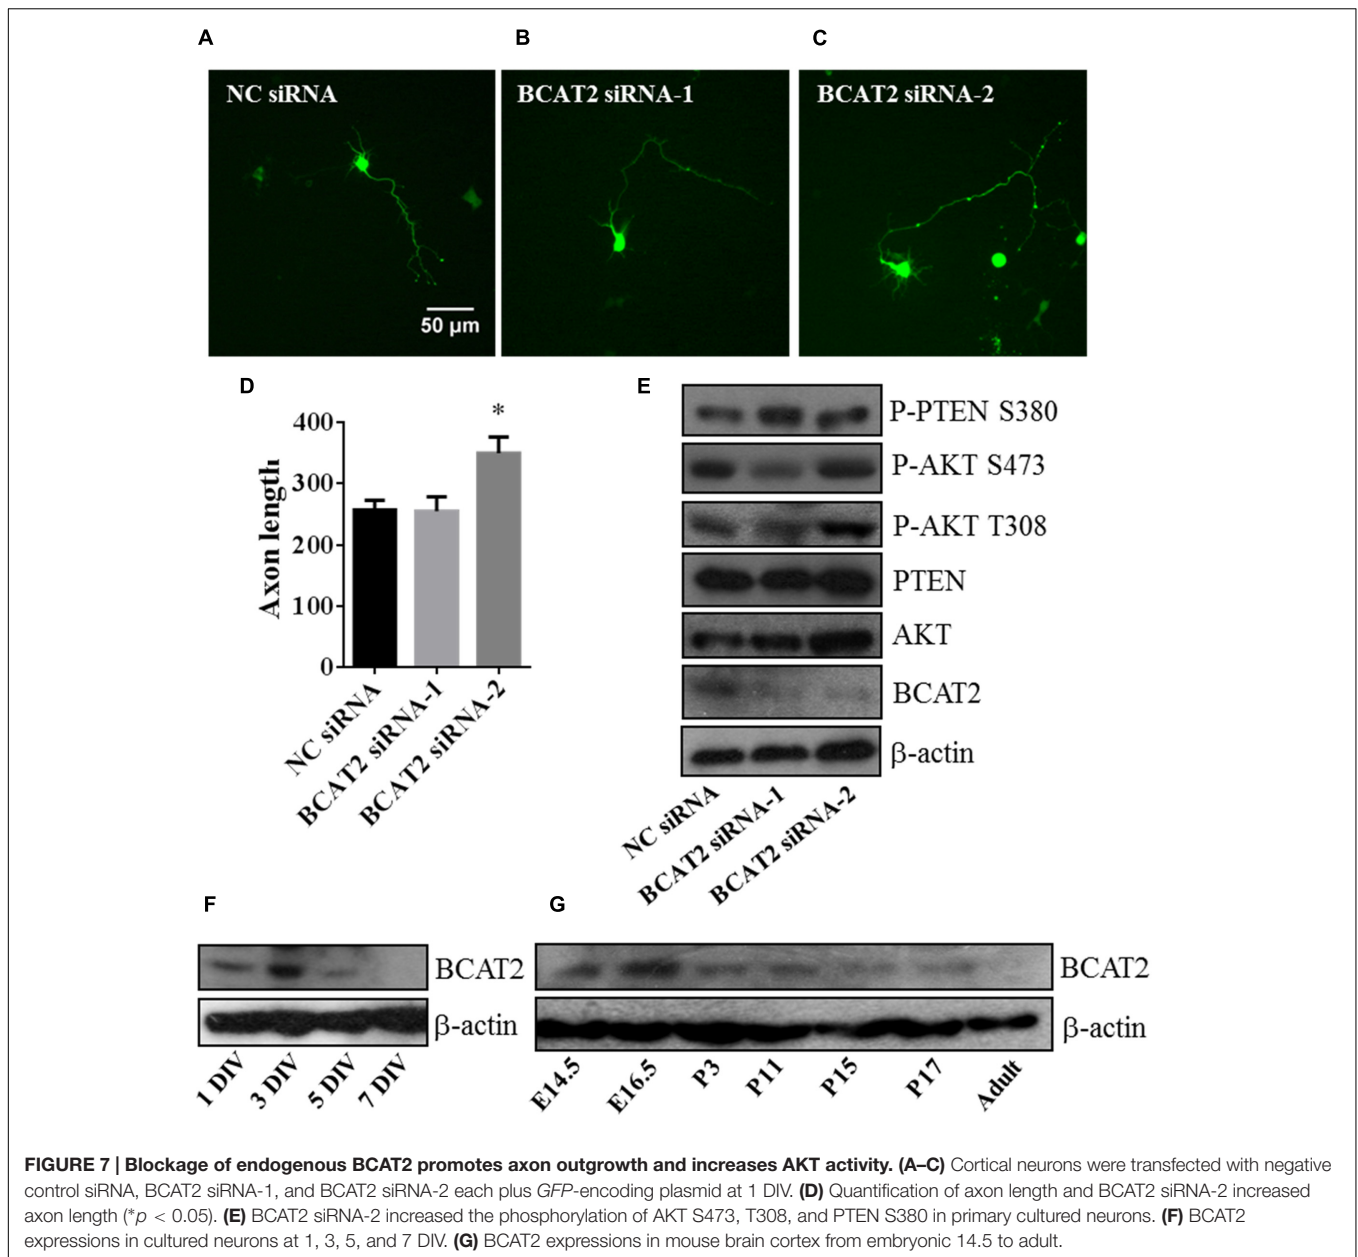 A
B
C
NC siRNA
BCAT2 siRNA-1
BCAT2 siRNA-2
50 μm
D
E
400
300
200
100
0
Axon length
*
NC siRNA
BCAT2 siRNA-1
BCAT2 siRNA-2
P-PTEN S380
P-AKT S473
P-AKT T308
PTEN
AKT
BCAT2
β-actin
NC siRNA
BCAT2 siRNA-1
BCAT2 siRNA-2
F
G
BCAT2
β-actin
1 DIV
3 DIV
5 DIV
7 DIV
BCAT2
β-actin
E14.5
E16.5
P3
P11
P15
P17
Adult
FIGURE 7 | Blockage of endogenous BCAT2 promotes axon outgrowth and increases AKT activity. (A–C) Cortical neurons were transfected with negative
control siRNA, BCAT2 siRNA-1, and BCAT2 siRNA-2 each plus GFP-encoding plasmid at 1 DIV. (D) Quantification of axon length and BCAT2 siRNA-2 increased
axon length (*p < 0.05). (E) BCAT2 siRNA-2 increased the phosphorylation of AKT S473, T308, and PTEN S380 in primary cultured neurons. (F) BCAT2
expressions in cultured neurons at 1, 3, 5, and 7 DIV. (G) BCAT2 expressions in mouse brain cortex from embryonic 14.5 to adult.